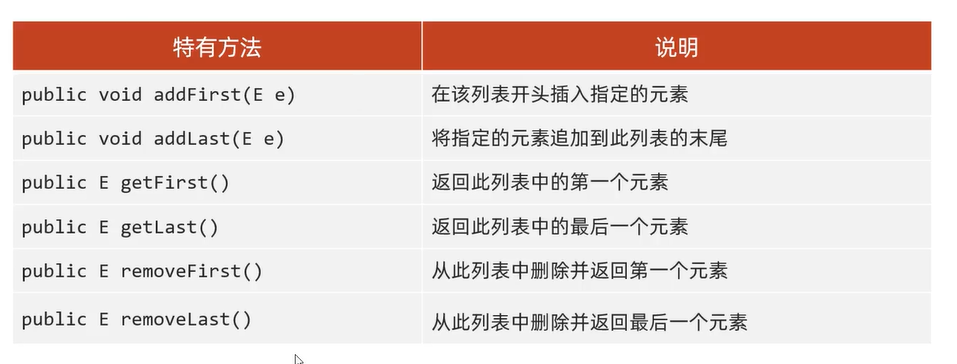 特有方法 说明
public void addFirst(E e) 在该列表开头插入指定的元素
public void addLast(E e) 将指定的元素追加到此列表的末尾
public E getFirst() 返回此列表中的第一个元素
public E getLast() 返回此列表中的最后一个元素
public E removeFirst() 从此列表中删除并返回第一个元素
public E removeLast() 从此列表中删除并返回最后一个元素